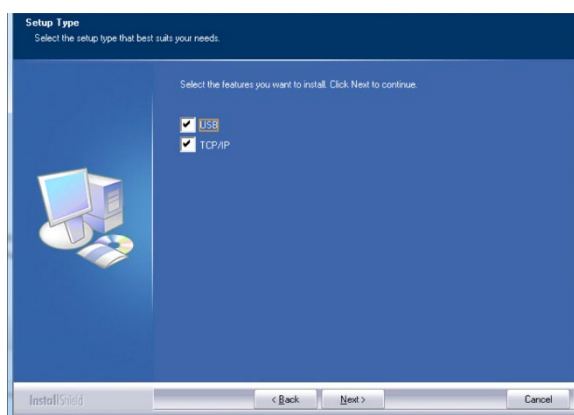 Setup Type
Select the setup type that best suits your needs.
Select the features you want to install. Click Next to continue.
USB
TCP/IP
InstallShield
< Back
Next >
Cancel